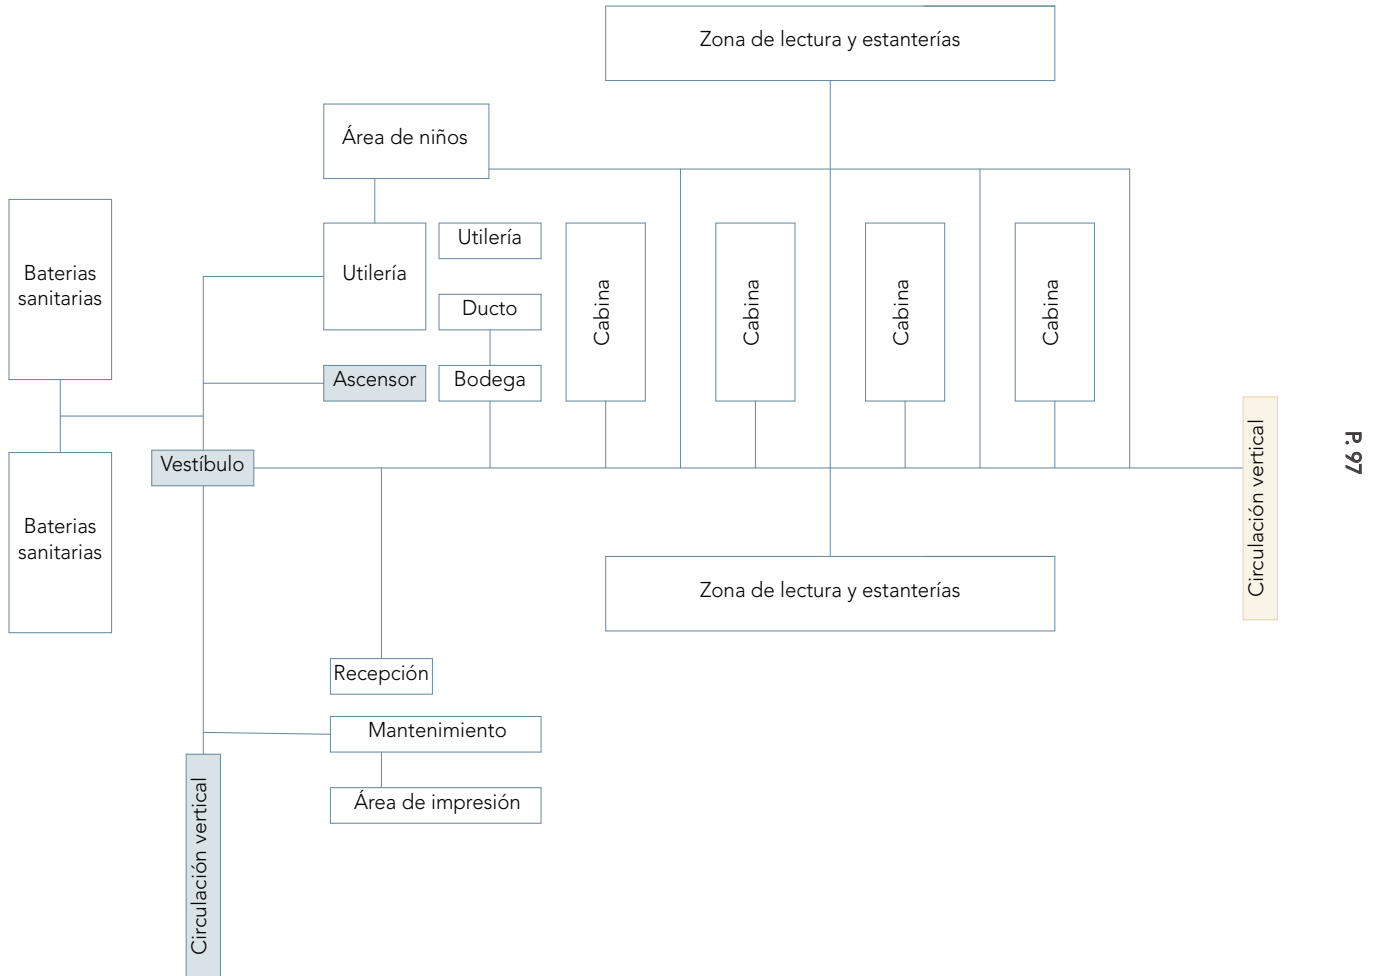 Zona de lectura y estanterías
Área de niños
Baterias
sanitarias
Utilería
Utilería
Ducto
Ascensor
Bodega
Cabina
Cabina
Cabina
Cabina
Vestíbulo
Circulación vertical
P. 97
Baterias
sanitarias
Zona de lectura y estanterías
Recepción
Mantenimiento
Área de impresión
Circulación vertical